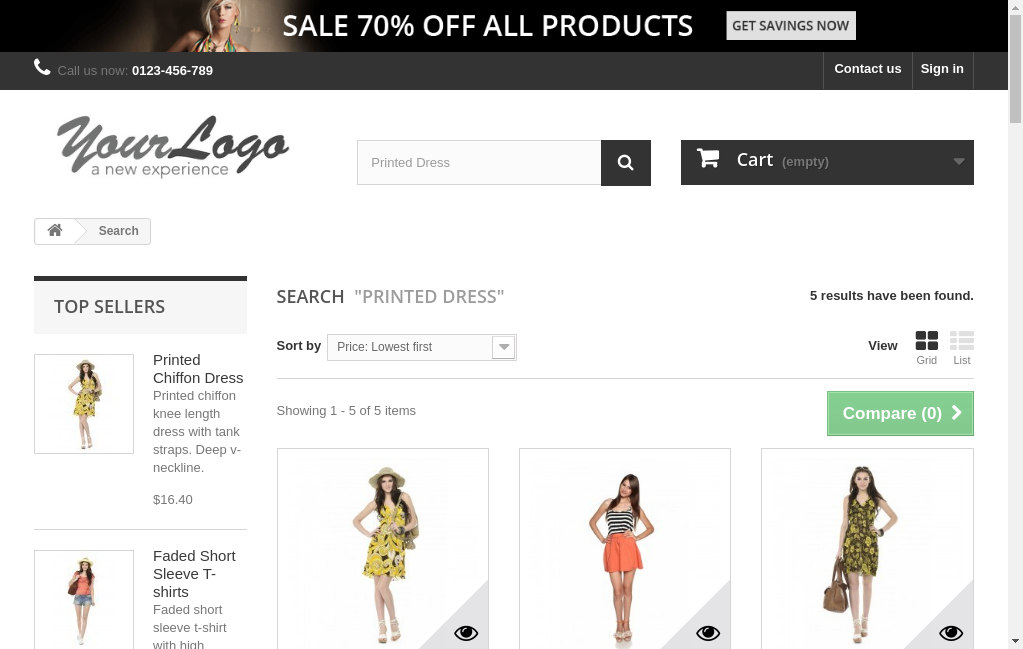 SALE 70% OFF ALL PRODUCTS GET SAVINGS NOW
Call us now: 0123-456-789 Contact us Sign in
YourLogo
a new experience
Printed Dress
Cart (empty)
Search
TOP SELLERS
Printed
Chiffon Dress
Printed chiffon
knee length
dress with tank
straps. Deep v-
neckline.
$16.40
Faded Short
Sleeve T-
shirts
Faded short
sleeve t-shirt
with high
SEARCH "PRINTED DRESS" 5 results have been found.
Sort by Price: Lowest first View Grid List
Showing 1 - 5 of 5 items Compare (0)